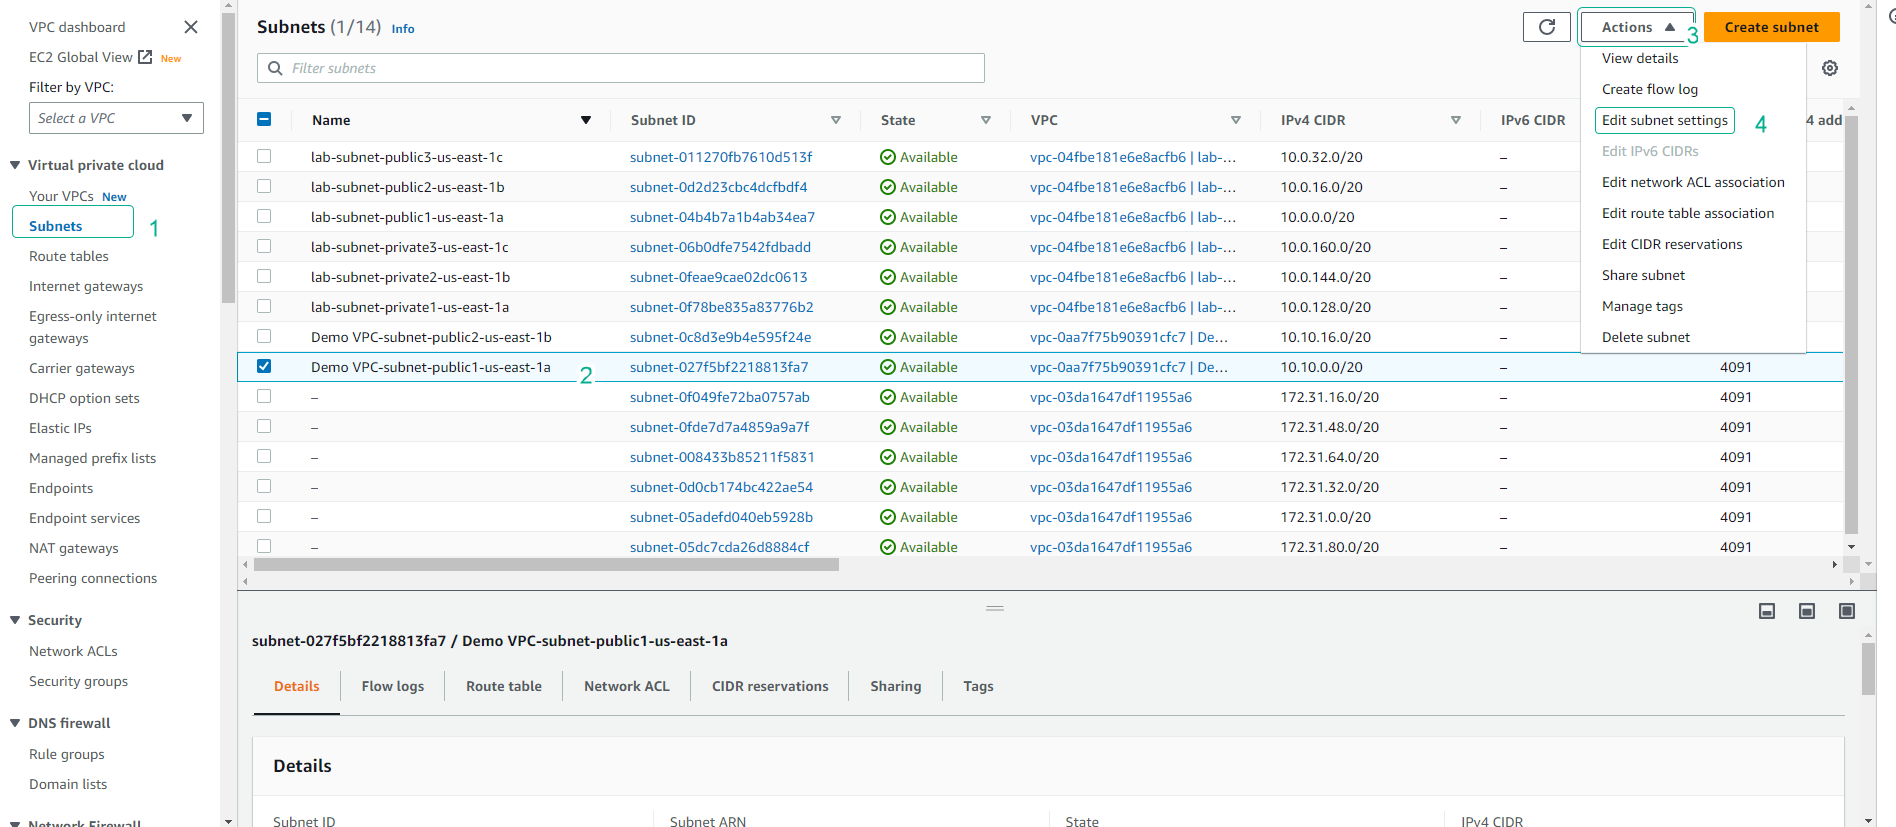 VPC dashboard
EC2 Global View New
Filter by VPC:
Select a VPC
Virtual private cloud
Your VPCs New
Subnets 1
Route tables
Internet gateways
Egress-only internet
gateways
Carrier gateways
DHCP option sets
Elastic IPs
Managed prefix lists
Endpoints
Endpoint services
NAT gateways
Peering connections
Security
Network ACLs
Security groups
DNS firewall
Rule groups
Domain lists
Network Firewall
Subnets (1/14) Info
Actions 3 Create subnet
Filter subnets
View details
Create flow log
Edit subnet settings 4
Edit IPv6 CIDRs
Edit network ACL association
Edit route table association
Edit CIDR reservations
Share subnet
Manage tags
Delete subnet
Name Subnet ID State VPC IPv4 CIDR IPv6 CIDR 4 add
lab-subnet-public3-us-east-1c subnet-011270fb7610d513f Available vpc-04fbe181e6e8acfb6 | lab-... 10.0.32.0/20 –
lab-subnet-public2-us-east-1b subnet-0d2d23cbc4dcfbdf4 Available vpc-04fbe181e6e8acfb6 | lab-... 10.0.16.0/20 –
lab-subnet-public1-us-east-1a subnet-04b4b7a1b4ab34ea7 Available vpc-04fbe181e6e8acfb6 | lab-... 10.0.0.0/20 –
lab-subnet-private3-us-east-1c subnet-06b0dfe7542fdbadd Available vpc-04fbe181e6e8acfb6 | lab-... 10.0.160.0/20 –
lab-subnet-private2-us-east-1b subnet-0feae9cae02dc0613 Available vpc-04fbe181e6e8acfb6 | lab-... 10.0.144.0/20 –
lab-subnet-private1-us-east-1a subnet-0f78be835a83776b2 Available vpc-04fbe181e6e8acfb6 | lab-... 10.0.128.0/20 –
Demo VPC-subnet-public2-us-east-1b subnet-0c8d3e9b4e595f24e Available vpc-0aa7f75b90391cfc7 | De... 10.10.16.0/20 –
Demo VPC-subnet-public1-us-east-1a 2 subnet-027f5bf2218813fa7 Available vpc-0aa7f75b90391cfc7 | De... 10.10.0.0/20 – 4091
– subnet-0f049fe72ba0757ab Available vpc-03da1647df11955a6 172.31.16.0/20 – 4091
– subnet-0fde7d7a4859a9a7f Available vpc-03da1647df11955a6 172.31.48.0/20 – 4091
– subnet-008433b85211f5831 Available vpc-03da1647df11955a6 172.31.64.0/20 – 4091
– subnet-0d0cb174bc422ae54 Available vpc-03da1647df11955a6 172.31.32.0/20 – 4091
– subnet-05adefd040eb5928b Available vpc-03da1647df11955a6 172.31.0.0/20 – 4091
– subnet-05dc7cda26d8884cf Available vpc-03da1647df11955a6 172.31.80.0/20 – 4091
subnet-027f5bf2218813fa7 / Demo VPC-subnet-public1-us-east-1a
Details Flow logs Route table Network ACL CIDR reservations Sharing Tags
Details
Subnet ID Subnet ARN State IPv4 CIDR